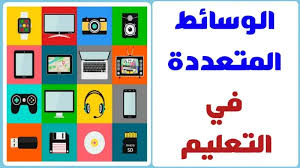 الوسائط
المتعددة
في
التعليم